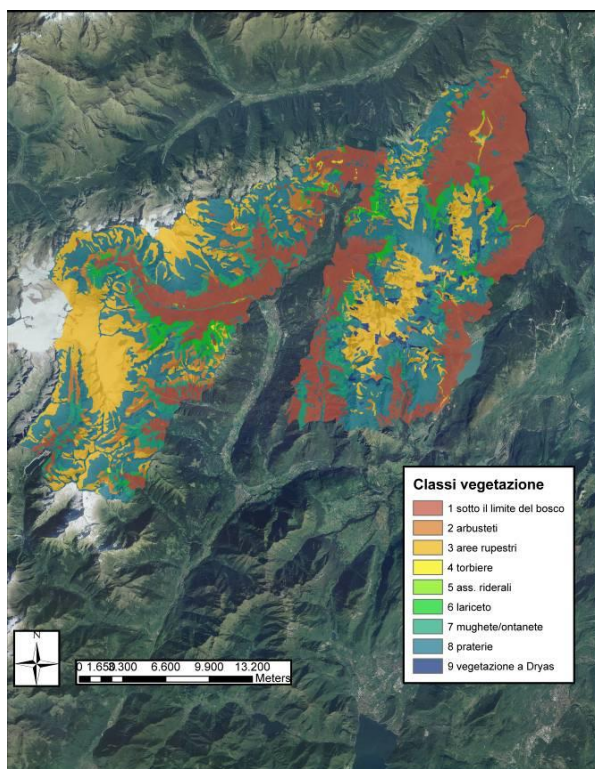 Classi vegetazione
1 sotto il limite del bosco
2 arbusteti
3 aree rupestri
4 torbiere
5 ass. riderali
6 lariceto
7 mughete/ontanete
8 praterie
9 vegetazione a Dryas
N
0 1.650 3.300 6.600 9.900 13.200
Meters